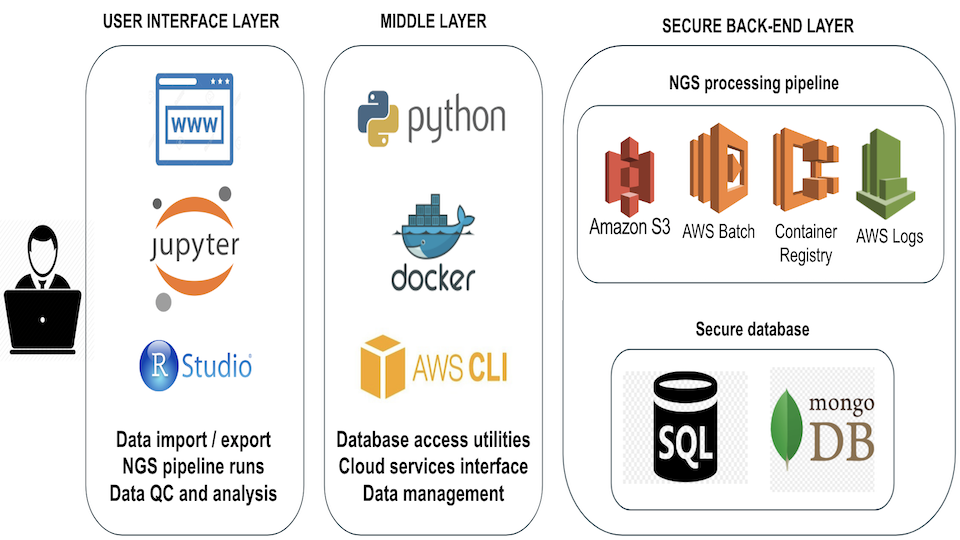 USER INTERFACE LAYER
WWW
jupyter
R Studio®
Data import / export
NGS pipeline runs
Data QC and analysis
MIDDLE LAYER
python
docker
AWS CLI
Database access utilities
Cloud services interface
Data management
SECURE BACK-END LAYER
NGS processing pipeline
Amazon S3
AWS Batch
Container
Registry
AWS Logs
Secure database
SQL
mongo
DB